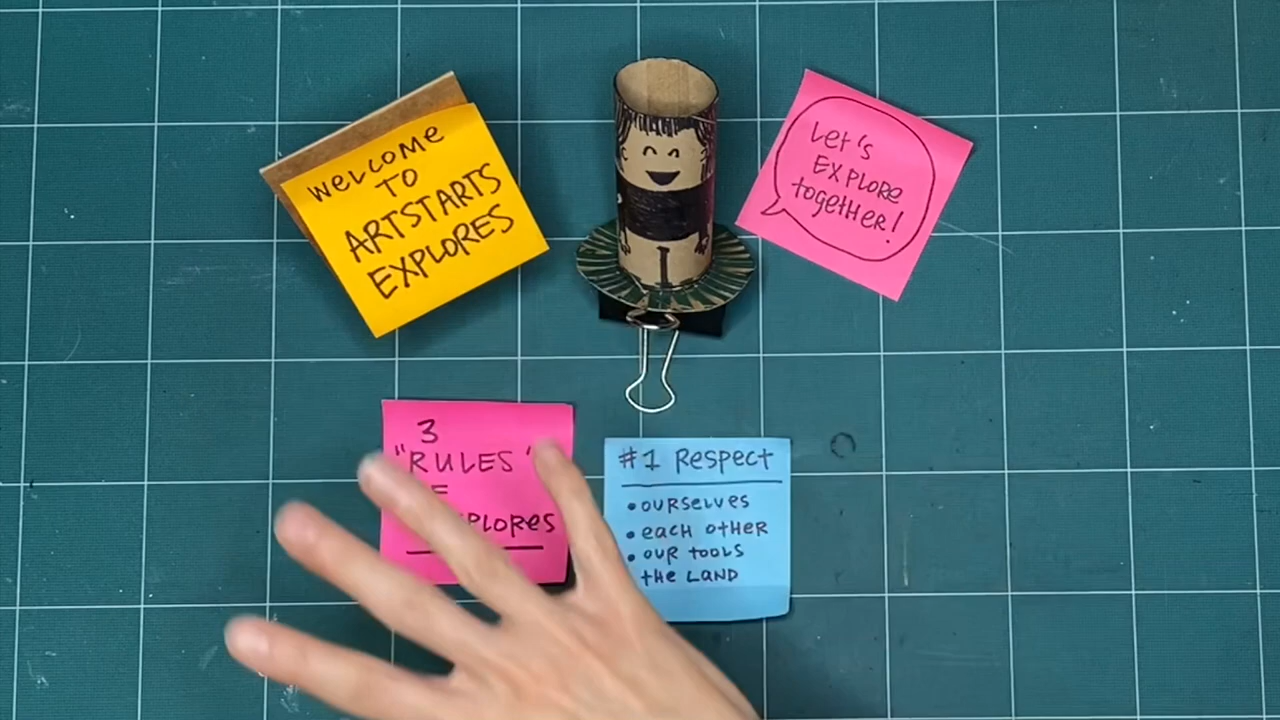 WELCOME
TO
ARTSTARTS
EXPLORES
Let's
EXPLORE
together!
3
"RULES"
#1 Respect
• OURSELVES
• each other
• our tools
the Land